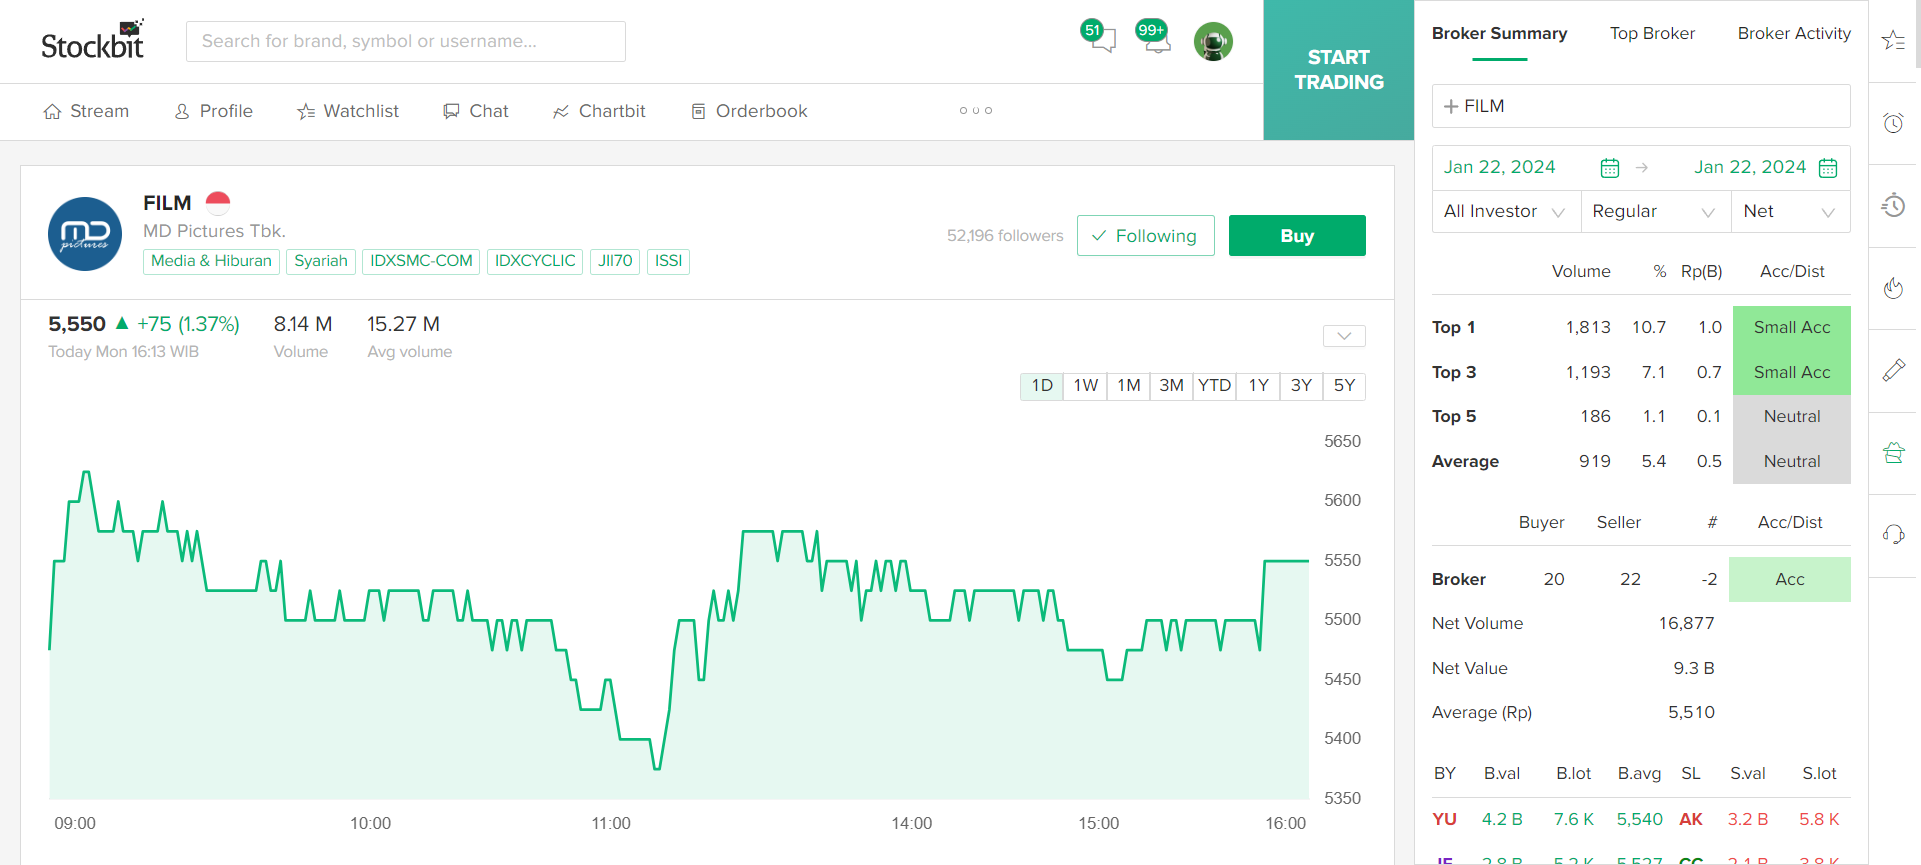 Stockbit
Search for brand, symbol or username...
51
99+
START
TRADING
Stream
Profile
Watchlist
Chat
Chartbit
Orderbook
FILM
MD Pictures Tbk.
MD
pictures
Media & Hiburan
Syariah
IDXSMC-COM
IDXCYCLIC
JII70
ISSI
52,196 followers
Following
Buy
5,550 +75 (1.37%)
Today Mon 16:13 WIB
8.14 M
Volume
15.27 M
Avg volume
1D 1W 1M 3M YTD 1Y 3Y 5Y
5650
5600
5550
5500
5450
5400
5350
09:00 10:00 11:00 14:00 15:00 16:00
Broker Summary Top Broker Broker Activity
FILM
Jan 22, 2024 → Jan 22, 2024
All Investor Regular Net
Volume % Rp(B) Acc/Dist
Top 1 1,813 10.7 1.0 Small Acc
Top 3 1,193 7.1 0.7 Small Acc
Top 5 186 1.1 0.1 Neutral
Average 919 5.4 0.5 Neutral
Buyer Seller # Acc/Dist
Broker 20 22 -2 Acc
Net Volume 16,877
Net Value 9.3 B
Average (Rp) 5,510
BY B.val B.lot B.avg SL S.val S.lot
YU 4.2 B 7.6 K 5,540 AK 3.2 B 5.8 K